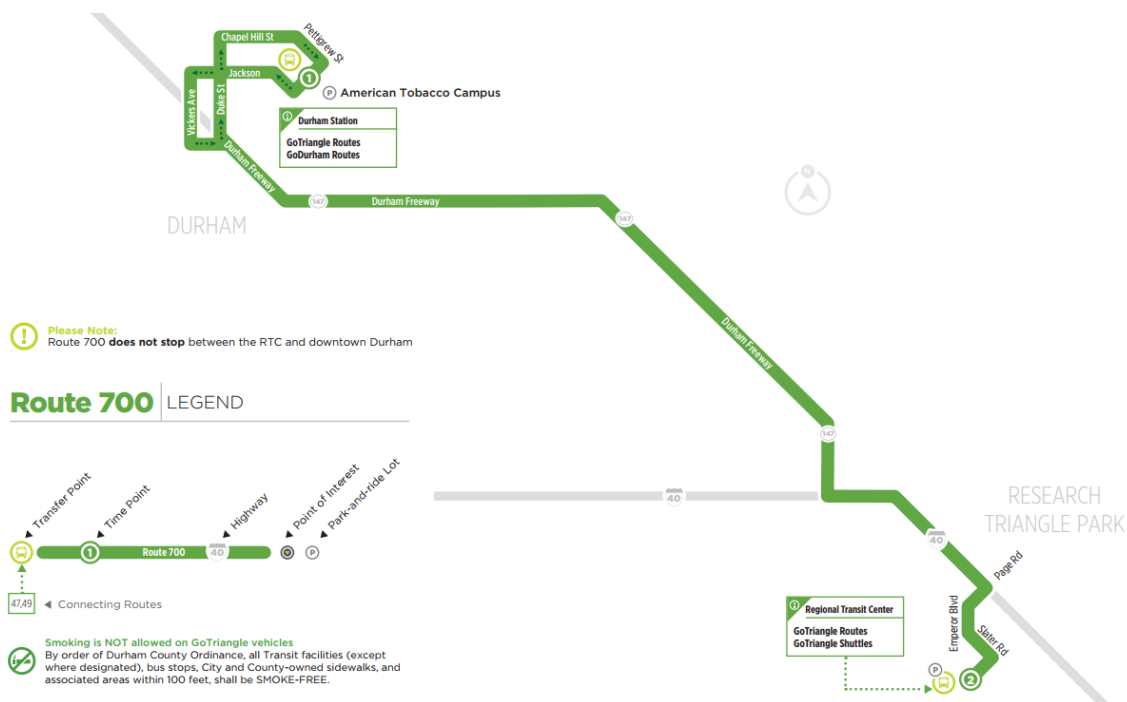 Chapel Hill St
Pettigrew St
Jackson
1
P American Tobacco Campus
Vickers Ave
Duke St
Durham Station
GoTriangle Routes
GoDurham Routes
Durham Freeway
147
Durham Freeway
N
147
DURHAM
Please Note:
Route 700 does not stop between the RTC and downtown Durham
Durham Freeway
Route 700 LEGEND
147
40
RESEARCH
TRIANGLE PARK
40
Page Rd
Transfer Point
Time Point
Highway
Point of Interest
Park-and-ride Lot
1
Route 700
40
P
47,49
Connecting Routes
Regional Transit Center
GoTriangle Routes
GoTriangle Shuttles
Emperor Blvd
Slater Rd
P
2
Smoking is NOT allowed on GoTriangle vehicles
By order of Durham County Ordinance, all Transit facilities (except
where designated), bus stops, City and County-owned sidewalks, and
associated areas within 100 feet, shall be SMOKE-FREE.